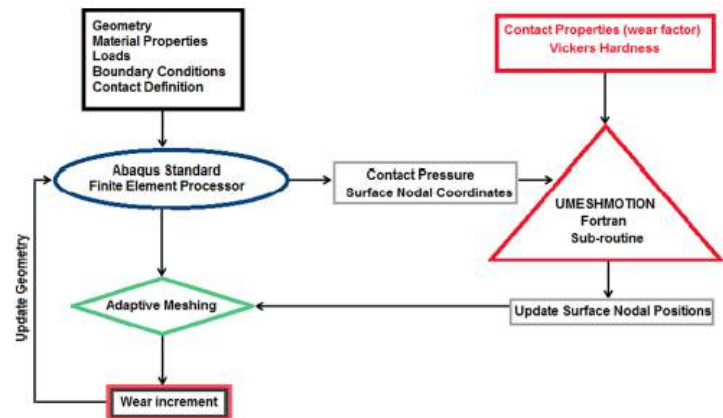 Geometry
Material Properties
Loads
Boundary Conditions
Contact Definition
Contact Properties (wear factor)
Vickers Hardness
Abaqus Standard
Finite Element Processor
Contact Pressure
Surface Nodal Coordinates
UMESHMOTION
Fortran
Sub-routine
Update Geometry
Adaptive Meshing
Update Surface Nodal Positions
Wear increment